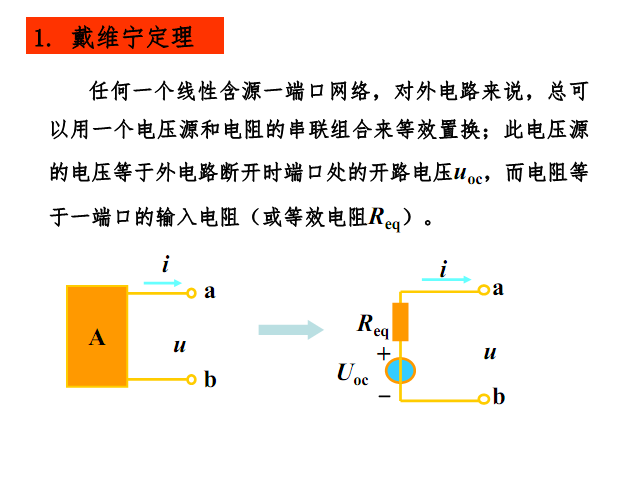 1. 戴维宁定理
任何一个线性含源一端口网络，对外电路来说，总可
以用一个电压源和电阻的串联组合来等效置换；此电压源
的电压等于外电路断开时端口处的开路电压uoc，而电阻等
于一端口的输入电阻（或等效电阻Req）。
i
a
A
u
b
i
a
Req
+
u
Uoc
−
b